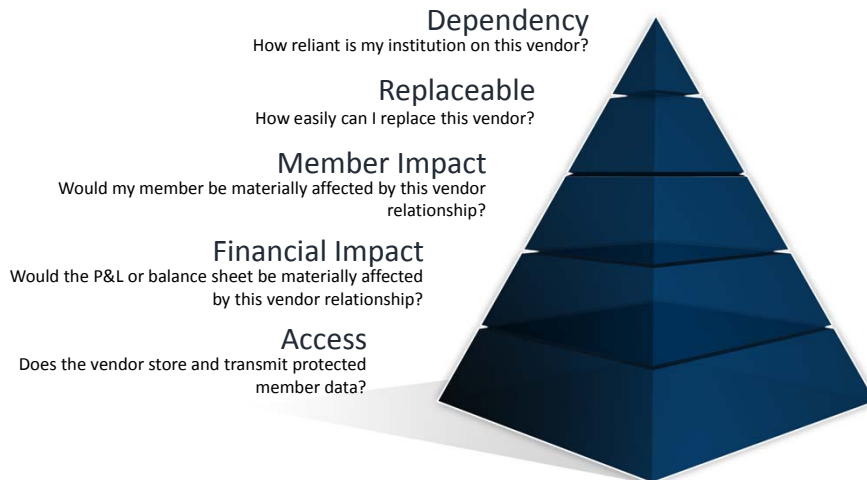 Dependency
How reliant is my institution on this vendor?
Replaceable
How easily can I replace this vendor?
Member Impact
Would my member be materially affected by this vendor
relationship?
Financial Impact
Would the P&L or balance sheet be materially affected
by this vendor relationship?
Access
Does the vendor store and transmit protected
member data?